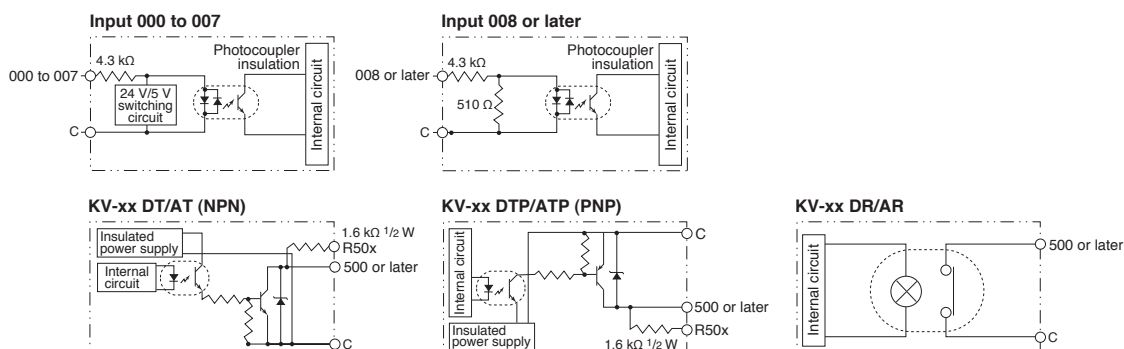 Input 000 to 007
Photocoupler
insulation
4.3 kΩ
000 to 007
24 V/5 V
switching
circuit
C
Internal circuit
Input 008 or later
Photocoupler
insulation
4.3 kΩ
008 or later
510 Ω
C
Internal circuit
KV-xx DT/AT (NPN)
Insulated
power supply
Internal
circuit
1.6 kΩ 1/2 W
R50x
500 or later
C
KV-xx DTP/ATP (PNP)
Internal circuit
Insulated
power supply
C
500 or later
R50x
1.6 kΩ 1/2 W
KV-xx DR/AR
Internal circuit
500 or later
C